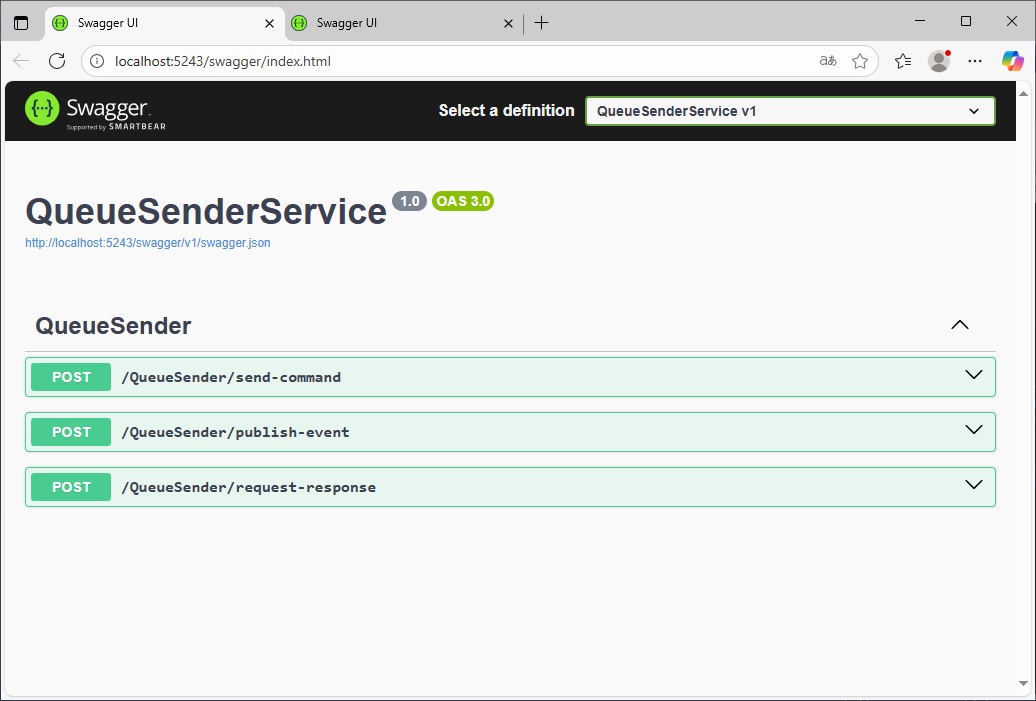 Swagger UI
Swagger UI
localhost:5243/swagger/index.html
aあ
Swagger
Supported by SMARTBEAR
Select a definition
QueueSenderService v1
QueueSenderService 1.0 OAS 3.0
http://localhost:5243/swagger/v1/swagger.json
QueueSender
POST /QueueSender/send-command
POST /QueueSender/publish-event
POST /QueueSender/request-response